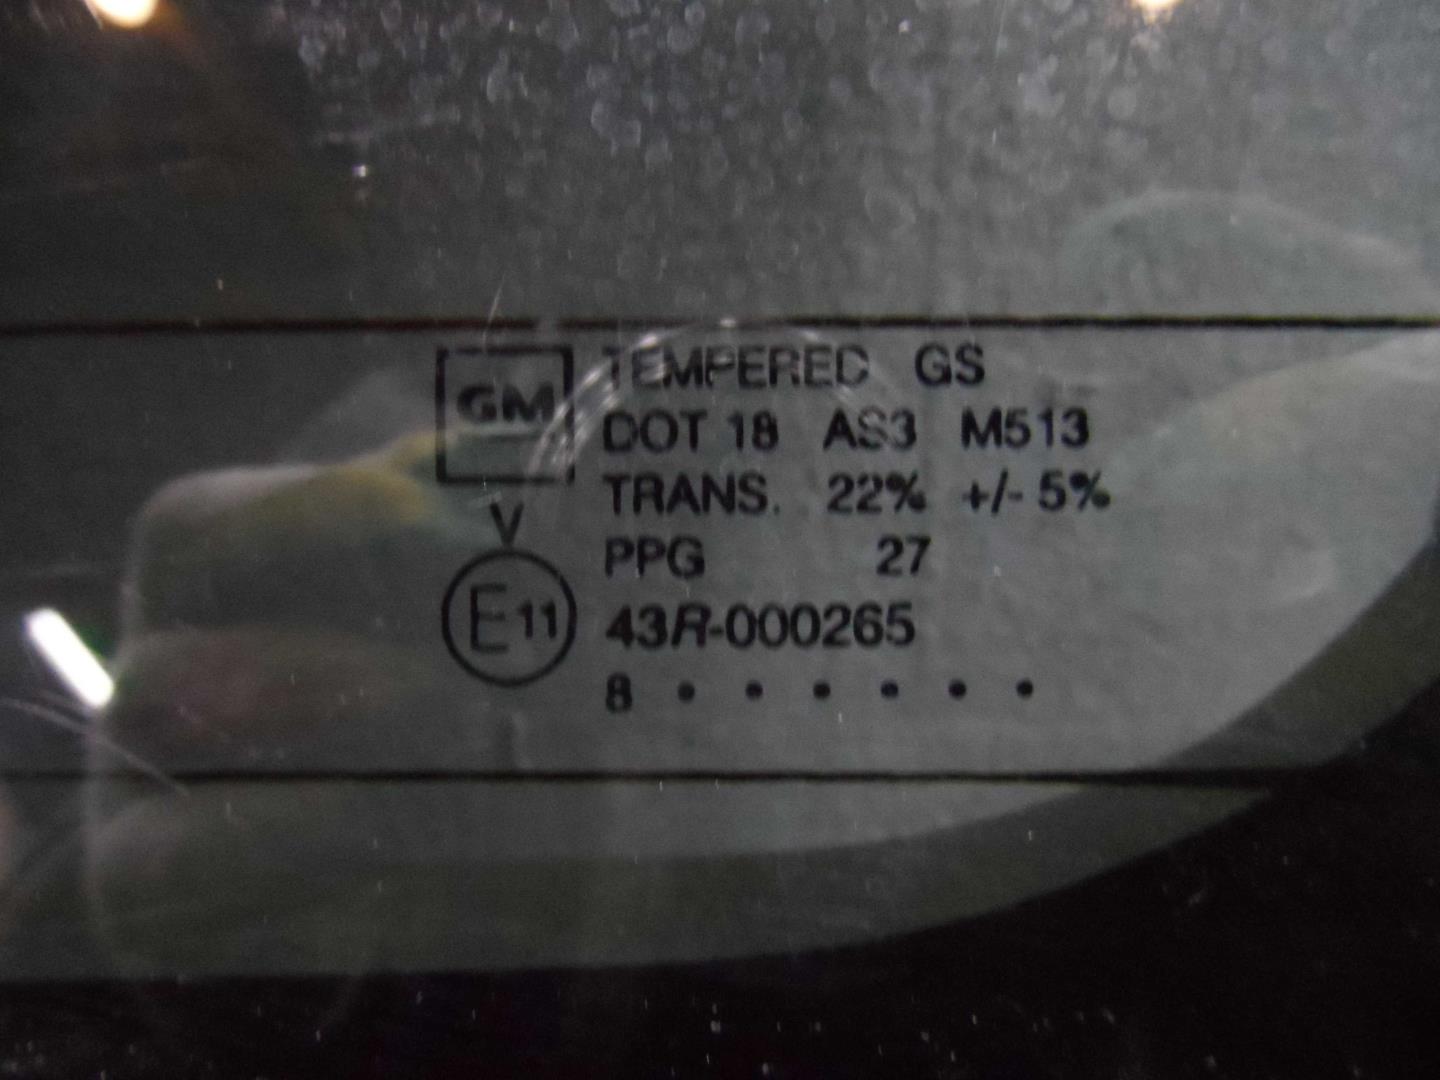 GM
TEMPERED GS
DOT 18 AS3 M513
TRANS. 22% +/- 5%
V
PPG 27
E11
43R-000265
8 • • • • • •